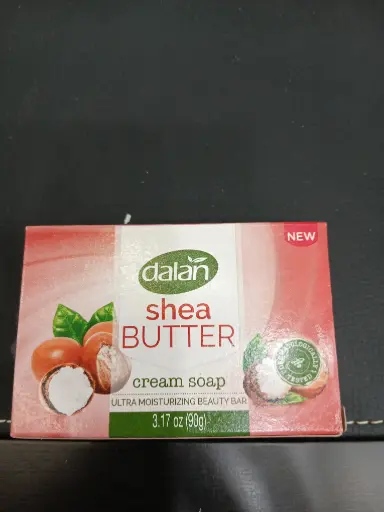 NEW
dalan
shea
BUTTER
cream soap
ULTRA MOISTURIZING BEAUTY BAR
3.17 oz (90g)